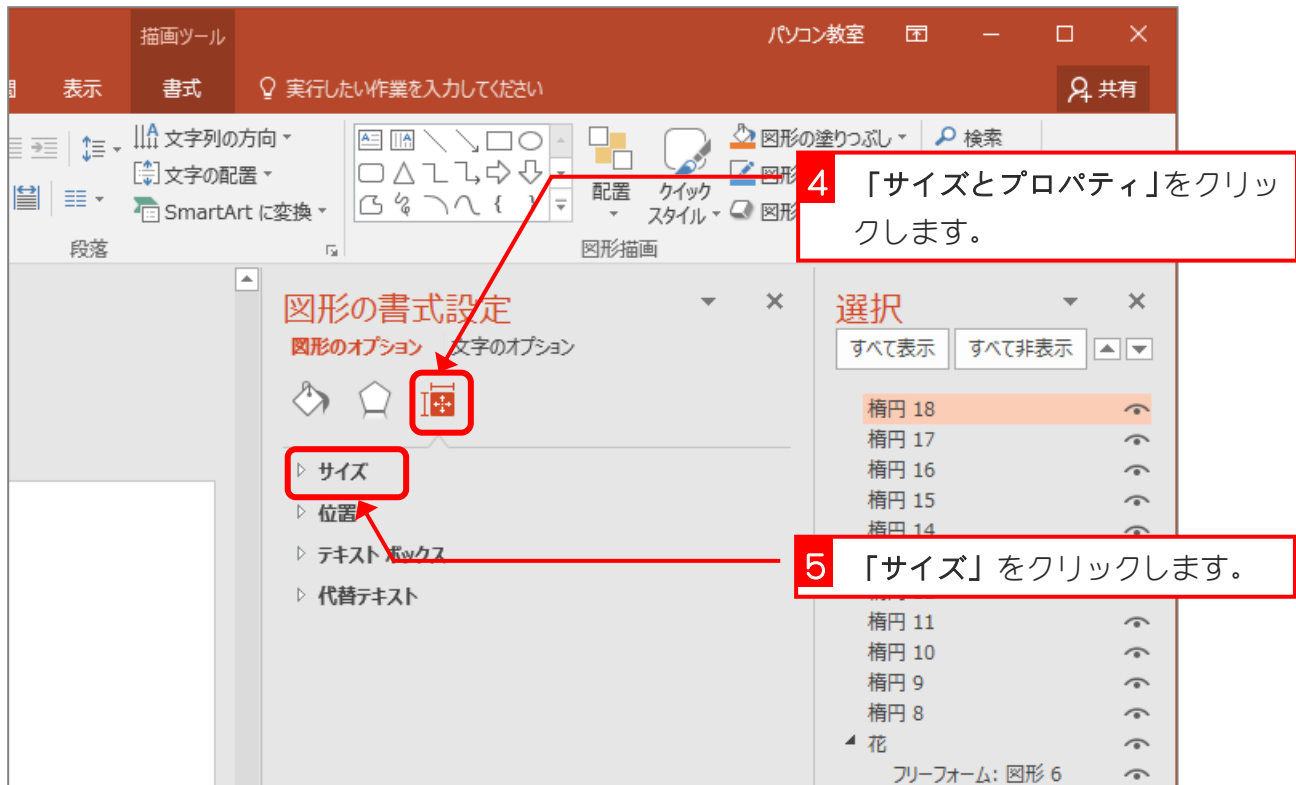 描画ツール
パソコン教室
表示
書式
実行したい作業を入力してください
共有
文字列の方向
文字の配置
SmartArt に変換
段落
配置
クイック
スタイル
図形の塗りつぶし
図形
図形
図形描画
検索
4 「サイズとプロパティ」をクリッ
クします。
図形の書式設定
図形のオプション 文字のオプション
サイズ
位置
テキスト ボックス
代替テキスト
選択
すべて表示 すべて非表示
楕円 18
楕円 17
楕円 16
楕円 15
楕円 14
5 「サイズ」をクリックします。
楕円 11
楕円 10
楕円 9
楕円 8
花
フリーフォーム: 図形 6